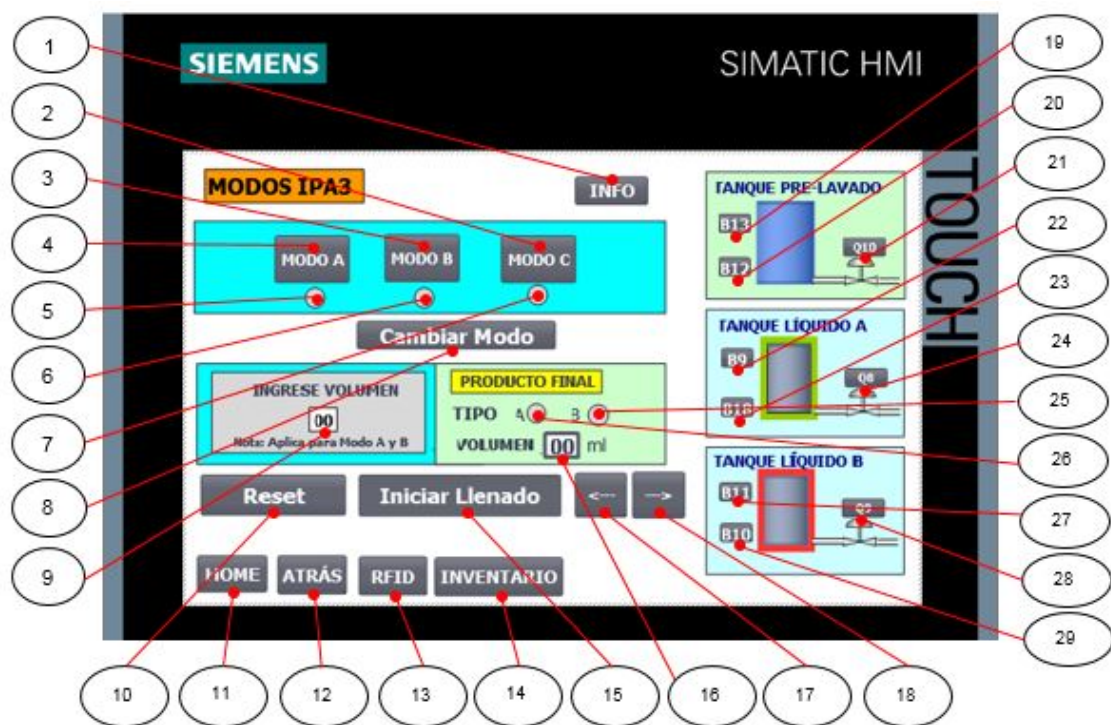 1
2
3
4
5
6
7
8
9
SIEMENS
SIMATIC HMI
TOUCH
MODOS IPA3
INFO
MODO A
MODO B
MODO C
Cambiar Modo
INGRESE VOLUMEN
00
Nota: Aplica para Modo A y B
PRODUCTO FINAL
TIPO A B
VOLUMEN 00 ml
Reset
Iniciar Llenado
<---
--->
HOME
ATRÁS
RFID
INVENTARIO
TANQUE PRE-LAVADO
B13
B12
Q10
TANQUE LÍQUIDO A
B9
Q8
TANQUE LÍQUIDO B
B11
B10
19
20
21
22
23
24
25
26
27
28
29
10
11
12
13
14
15
16
17
18